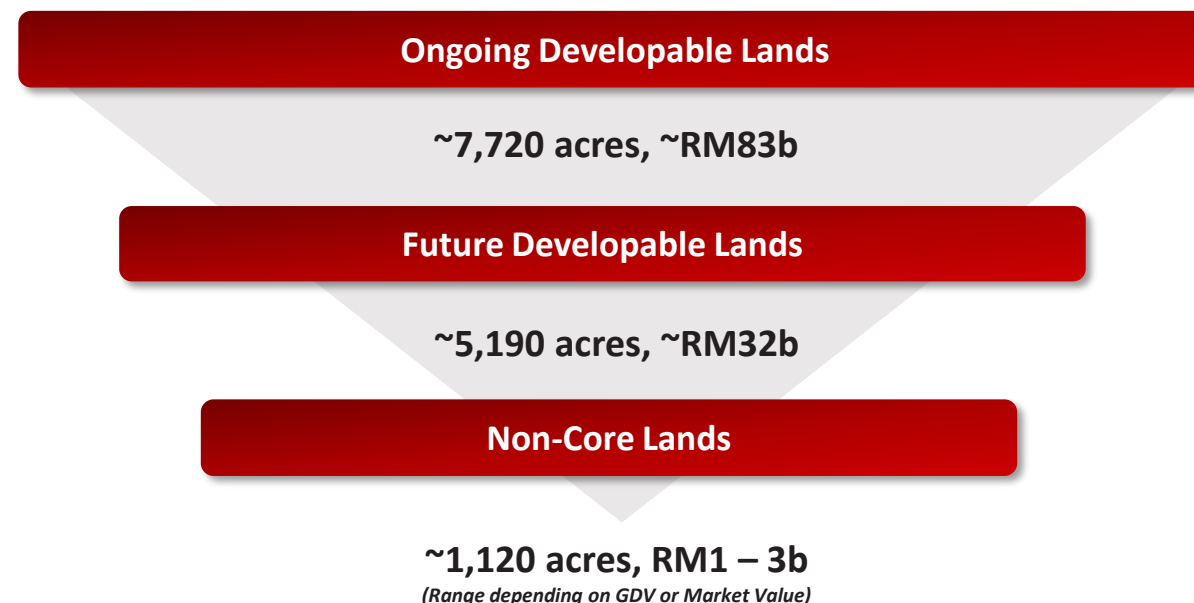 Ongoing Developable Lands
~7,720 acres, ~RM83b
Future Developable Lands
~5,190 acres, ~RM32b
Non-Core Lands
~1,120 acres, RM1 – 3b
(Range depending on GDV or Market Value)